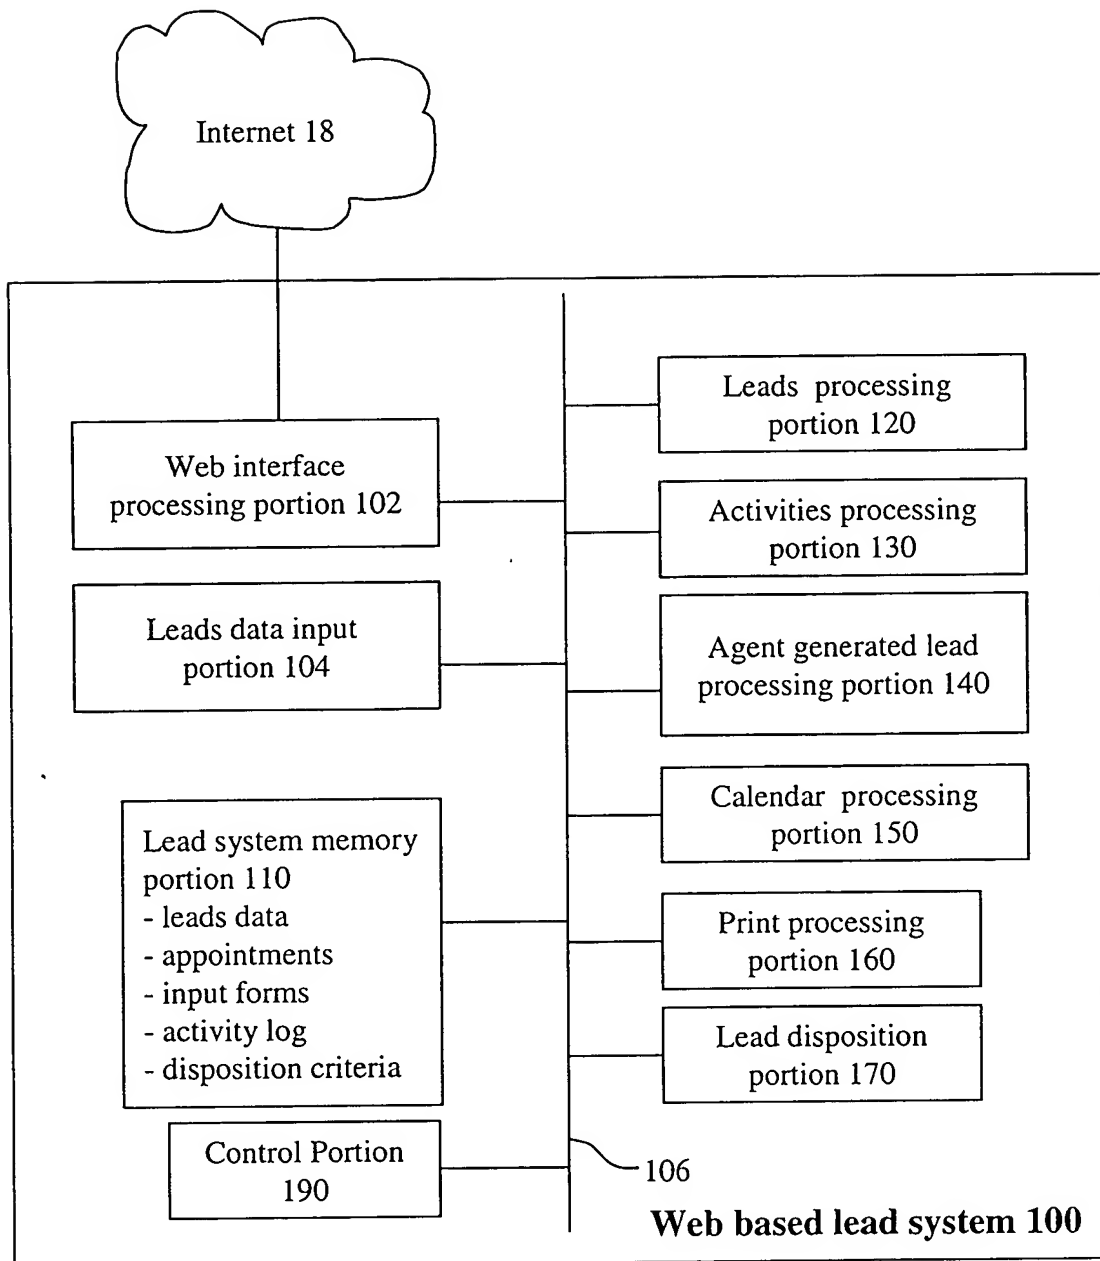 Internet 18
Web interface
processing portion 102
Leads data input
portion 104
Lead system memory
portion 110
- leads data
- appointments
- input forms
- activity log
- disposition criteria
Control Portion
190
Leads processing
portion 120
Activities processing
portion 130
Agent generated lead
processing portion 140
Calendar processing
portion 150
Print processing
portion 160
Lead disposition
portion 170
106
Web based lead system 100